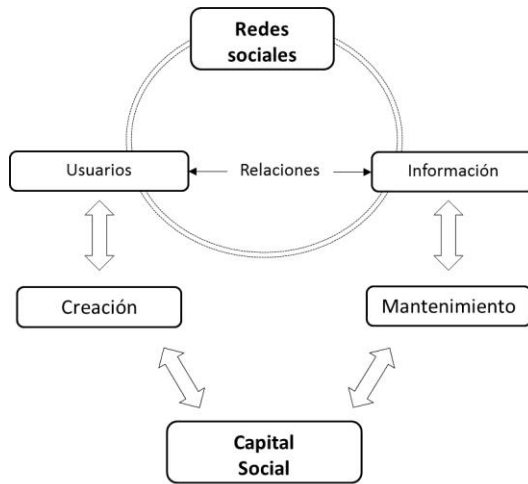 Redes
sociales
Usuarios
Relaciones
Información
Creación
Mantenimiento
Capital
Social